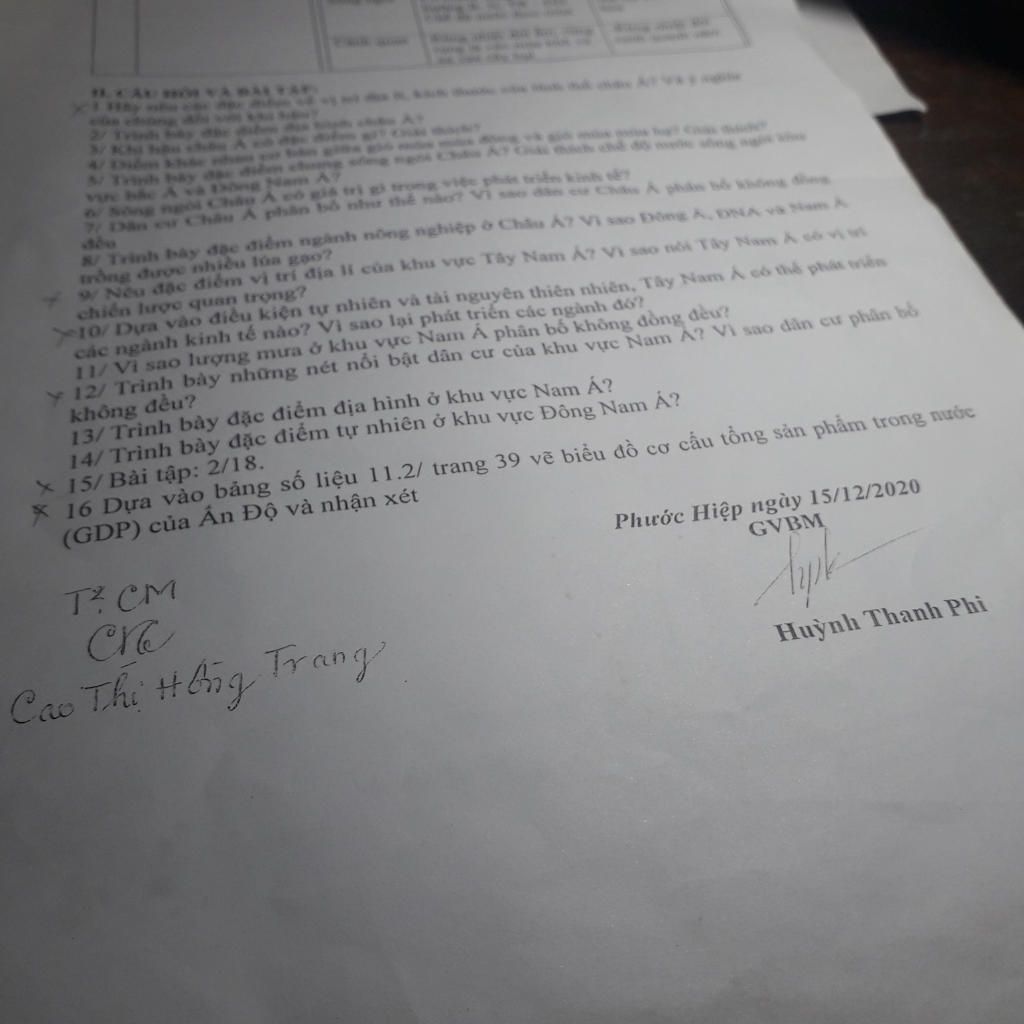 Cảnh quan
II. CÂU HỎI VÀ BÀI TẬP:
1 Hãy nêu các đặc điểm về vị trí địa lí, kích thước của lãnh thổ châu Á? Và ý nghĩa
của chúng đối với khí hậu?
2/ Trình bày đặc điểm địa hình châu Á?
3/ Khí hậu châu Á có đặc điểm gì? Giải thích?
4/ Điểm khác nhau cơ bản giữa gió mùa mùa đông và gió mùa mùa hạ? Giải thích?
5/ Trình bày đặc điểm chung sông ngòi Châu Á? Giải thích chế độ nước sông ngòi khu
vực bắc Á và Đông Nam Á?
6/ Sông ngòi Châu Á có giá trị gì trong việc phát triển kinh tế?
7/ Dân cư Châu Á phân bố như thế nào? Vì sao dân cư Châu Á phân bố không đồng
đều
8/ Trình bày đặc điểm ngành nông nghiệp ở Châu Á? Vì sao Đông Á, ĐNA và Nam Á
trồng được nhiều lúa gạo?
9/ Nêu đặc điểm vị trí địa lí của khu vực Tây Nam Á? Vì sao nói Tây Nam Á có vị trí
chiến lược quan trọng?
10/ Dựa vào điều kiện tự nhiên và tài nguyên thiên nhiên, Tây Nam Á có thể phát triển
các ngành kinh tế nào? Vì sao lại phát triển các ngành đó?
11/ Vì sao lượng mưa ở khu vực Nam Á phân bố không đồng đều?
12/ Trình bày những nét nổi bật dân cư của khu vực Nam Á? Vì sao dân cư phân bố
không đều?
13/ Trình bày đặc điểm địa hình ở khu vực Nam Á?
14/ Trình bày đặc điểm tự nhiên ở khu vực Đông Nam Á?
15/ Bài tập: 2/18.
16 Dựa vào bảng số liệu 11.2/ trang 39 vẽ biểu đồ cơ cấu tổng sản phẩm trong nước
(GDP) của Ấn Độ và nhận xét
Phước Hiệp ngày 15/12/2020
GVBM
Huỳnh Thanh Phi
CM
Cao Thị Hồng Trang